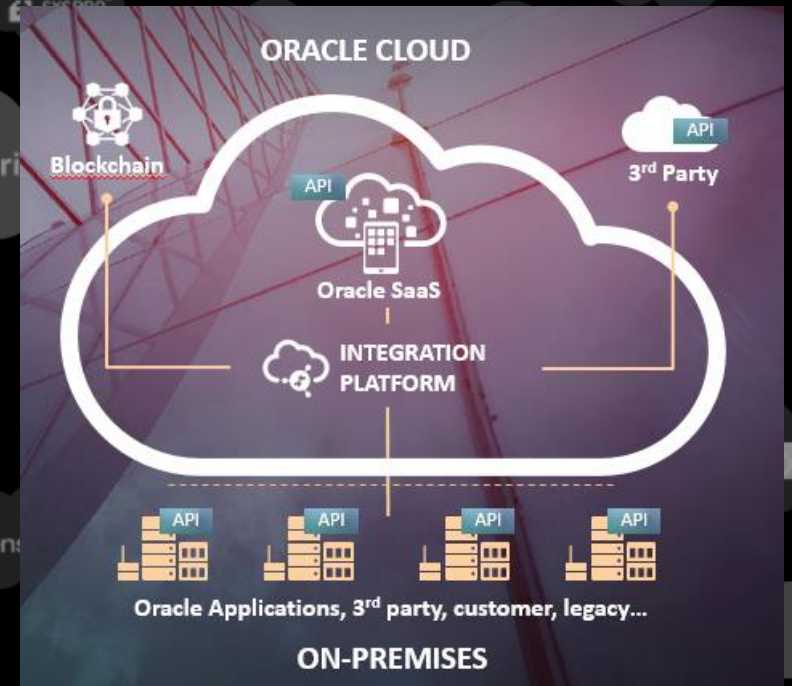 ORACLE CLOUD
Blockchain
API
3rd Party
API
Oracle SaaS
INTEGRATION
PLATFORM
API
API
API
API
Oracle Applications, 3rd party, customer, legacy...
ON-PREMISES